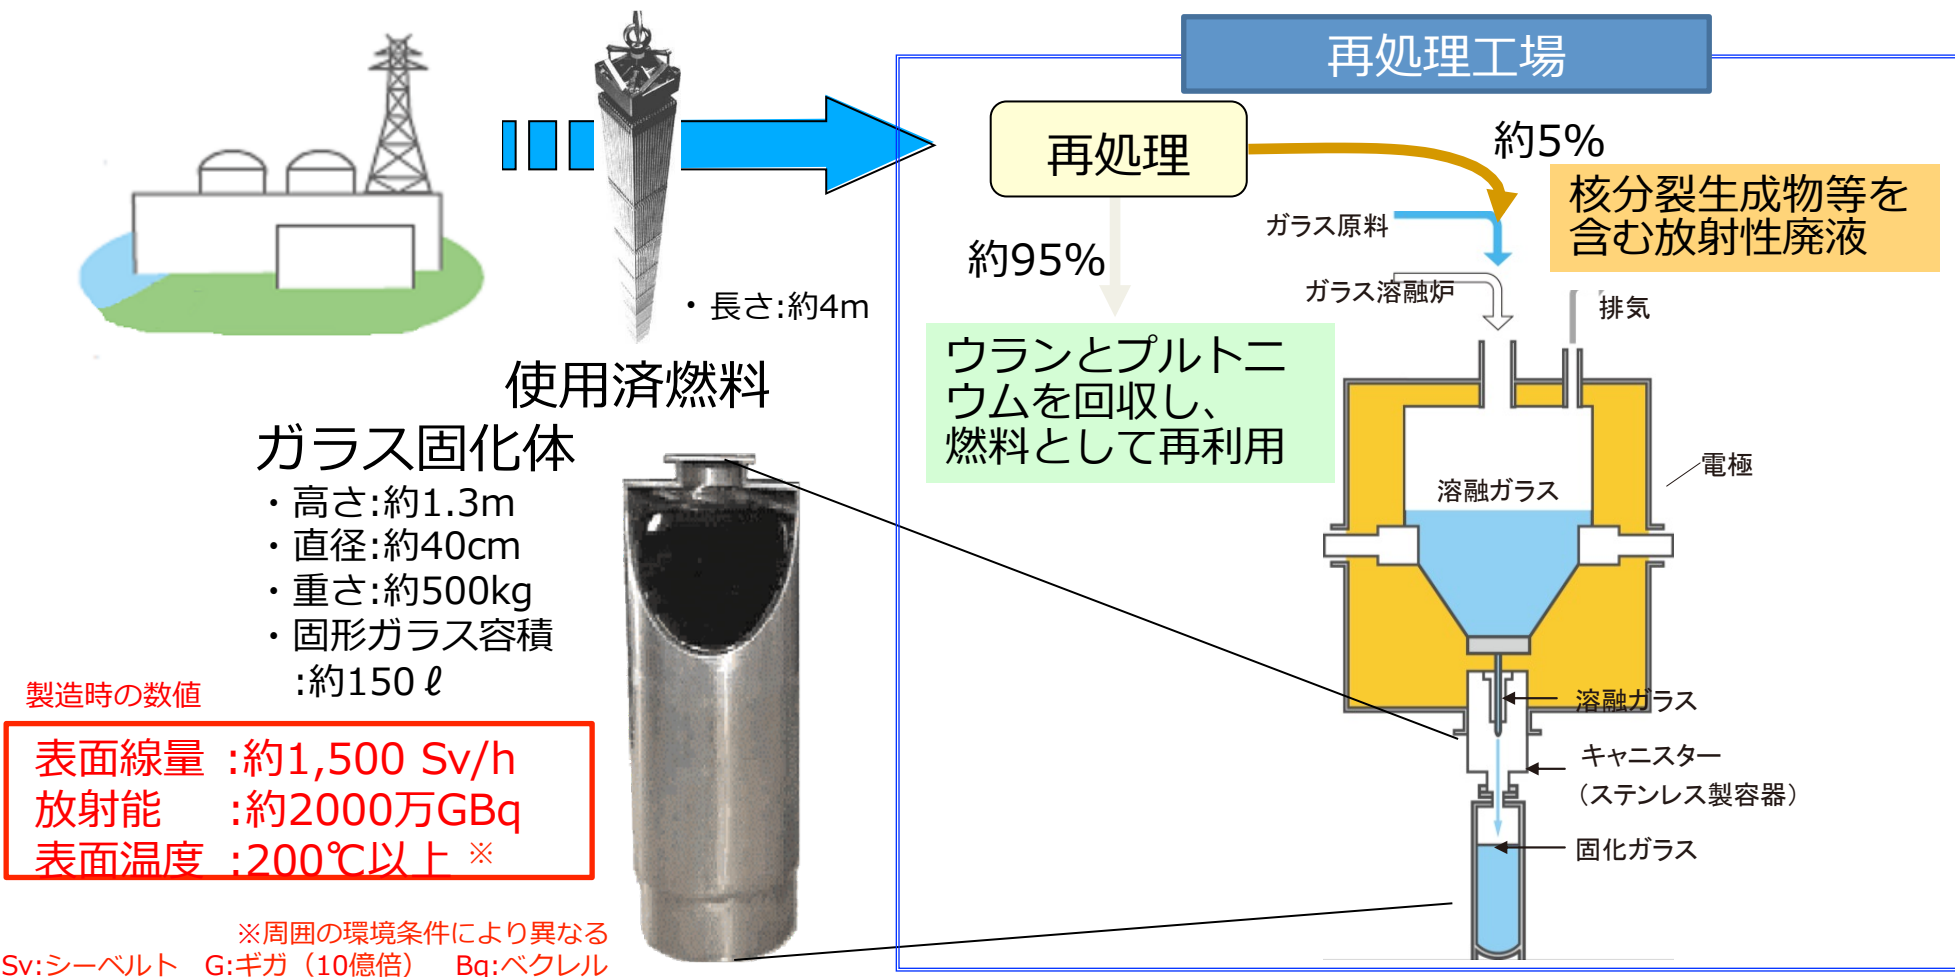 再処理工場
再処理
約5%
核分裂生成物等を
含む放射性廃液
ガラス原料
約95%
ガラス溶融炉
排気
・長さ:約4m
ウランとプルトニ
ウムを回収し、
燃料として再利用
使用済燃料
ガラス固化体
・高さ:約1.3m
・直径:約40cm
・重さ:約500kg
・固形ガラス容積
:約150ℓ
電極
溶融ガラス
製造時の数値
表面線量 :約1,500 Sv/h
放射能 :約2000万GBq
表面温度 :200℃以上 ※
溶融ガラス
キャニスター
（ステンレス製容器）
固化ガラス
※周囲の環境条件により異なる
Sv:シーベルト G:ギガ（10億倍） Bq:ベクレル